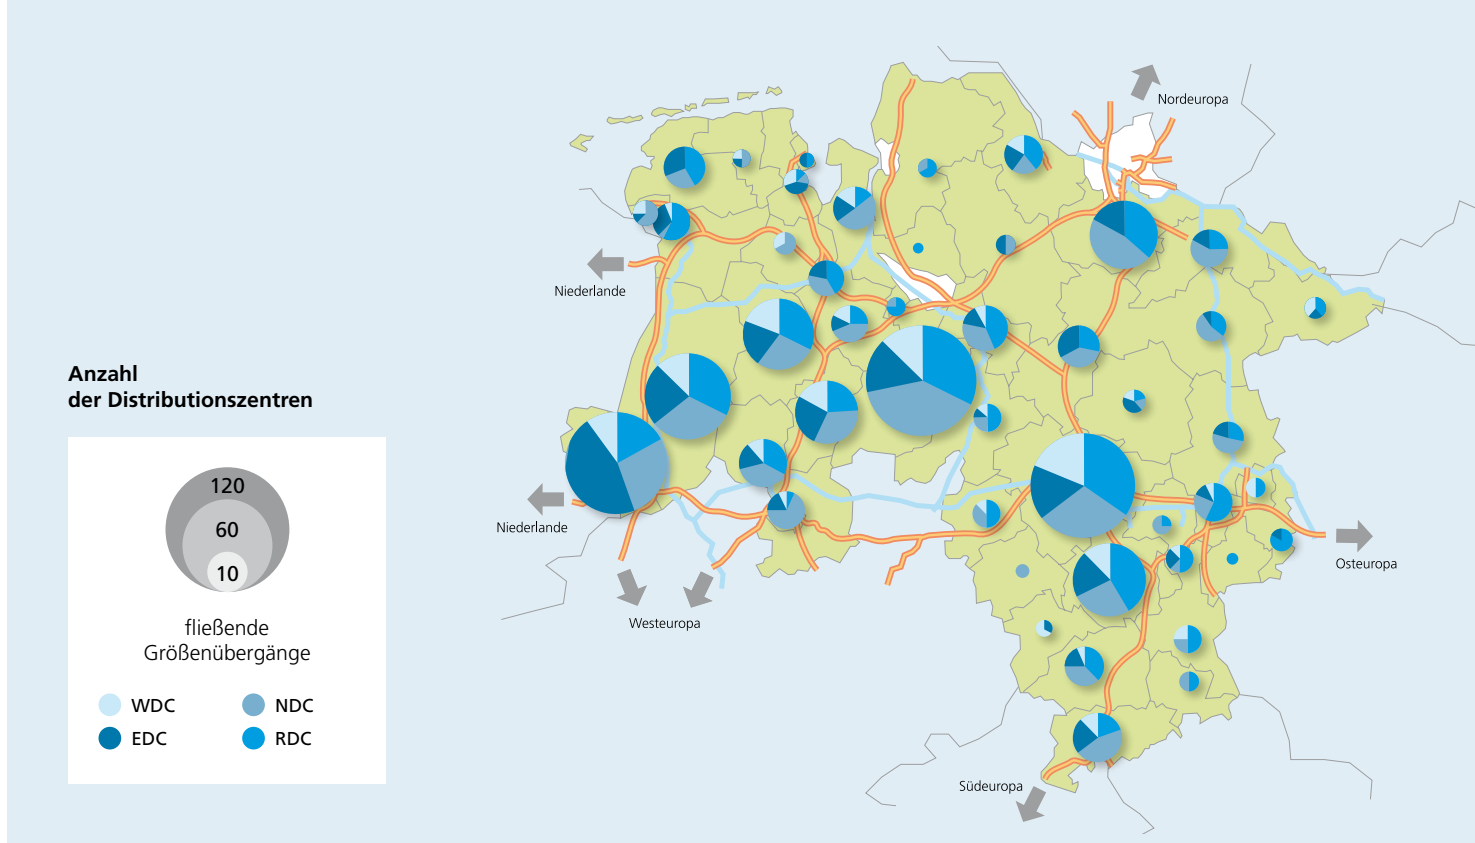 Anzahl
der Distributionszentren
120
60
10
fließende
Größenübergänge
WDC
NDC
EDC
RDC
Nordeuropa
Niederlande
Niederlande
Westeuropa
Osteuropa
Südeuropa